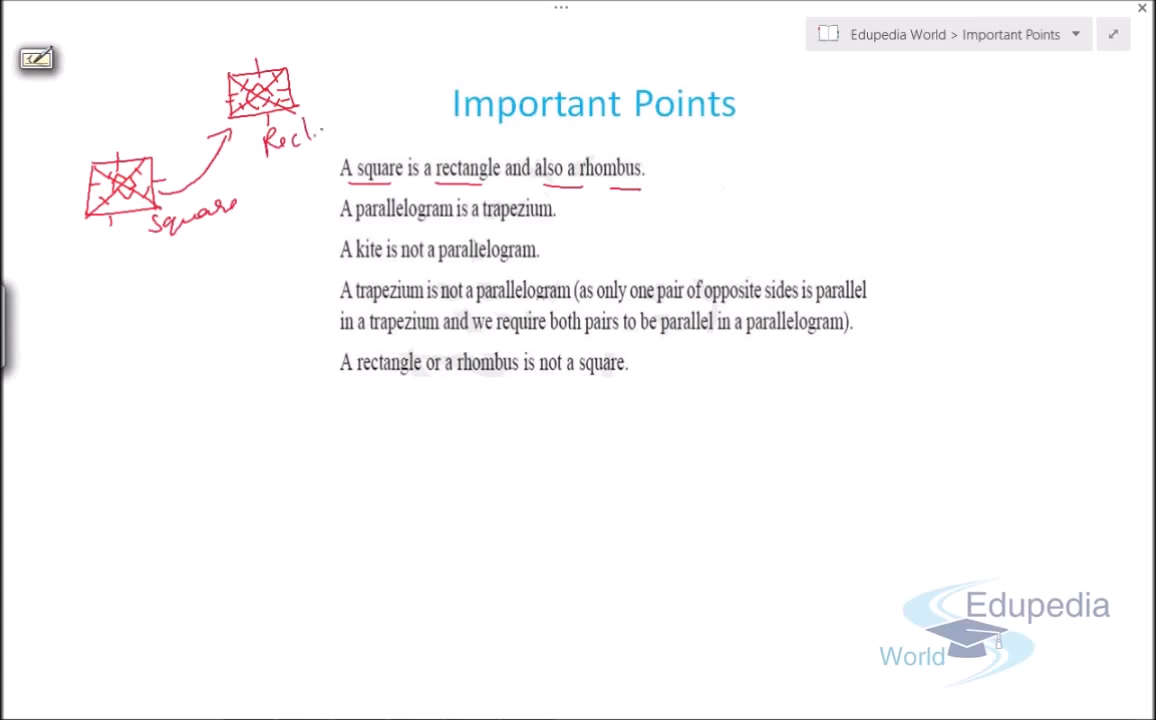 Edupedia World > Important Points
Important Points
Rect..
Square
A square is a rectangle and also a rhombus.
A parallelogram is a trapezium.
A kite is not a parallelogram.
A trapezium is not a parallelogram (as only one pair of opposite sides is parallel
in a trapezium and we require both pairs to be parallel in a parallelogram).
A rectangle or a rhombus is not a square.
Edupedia
World